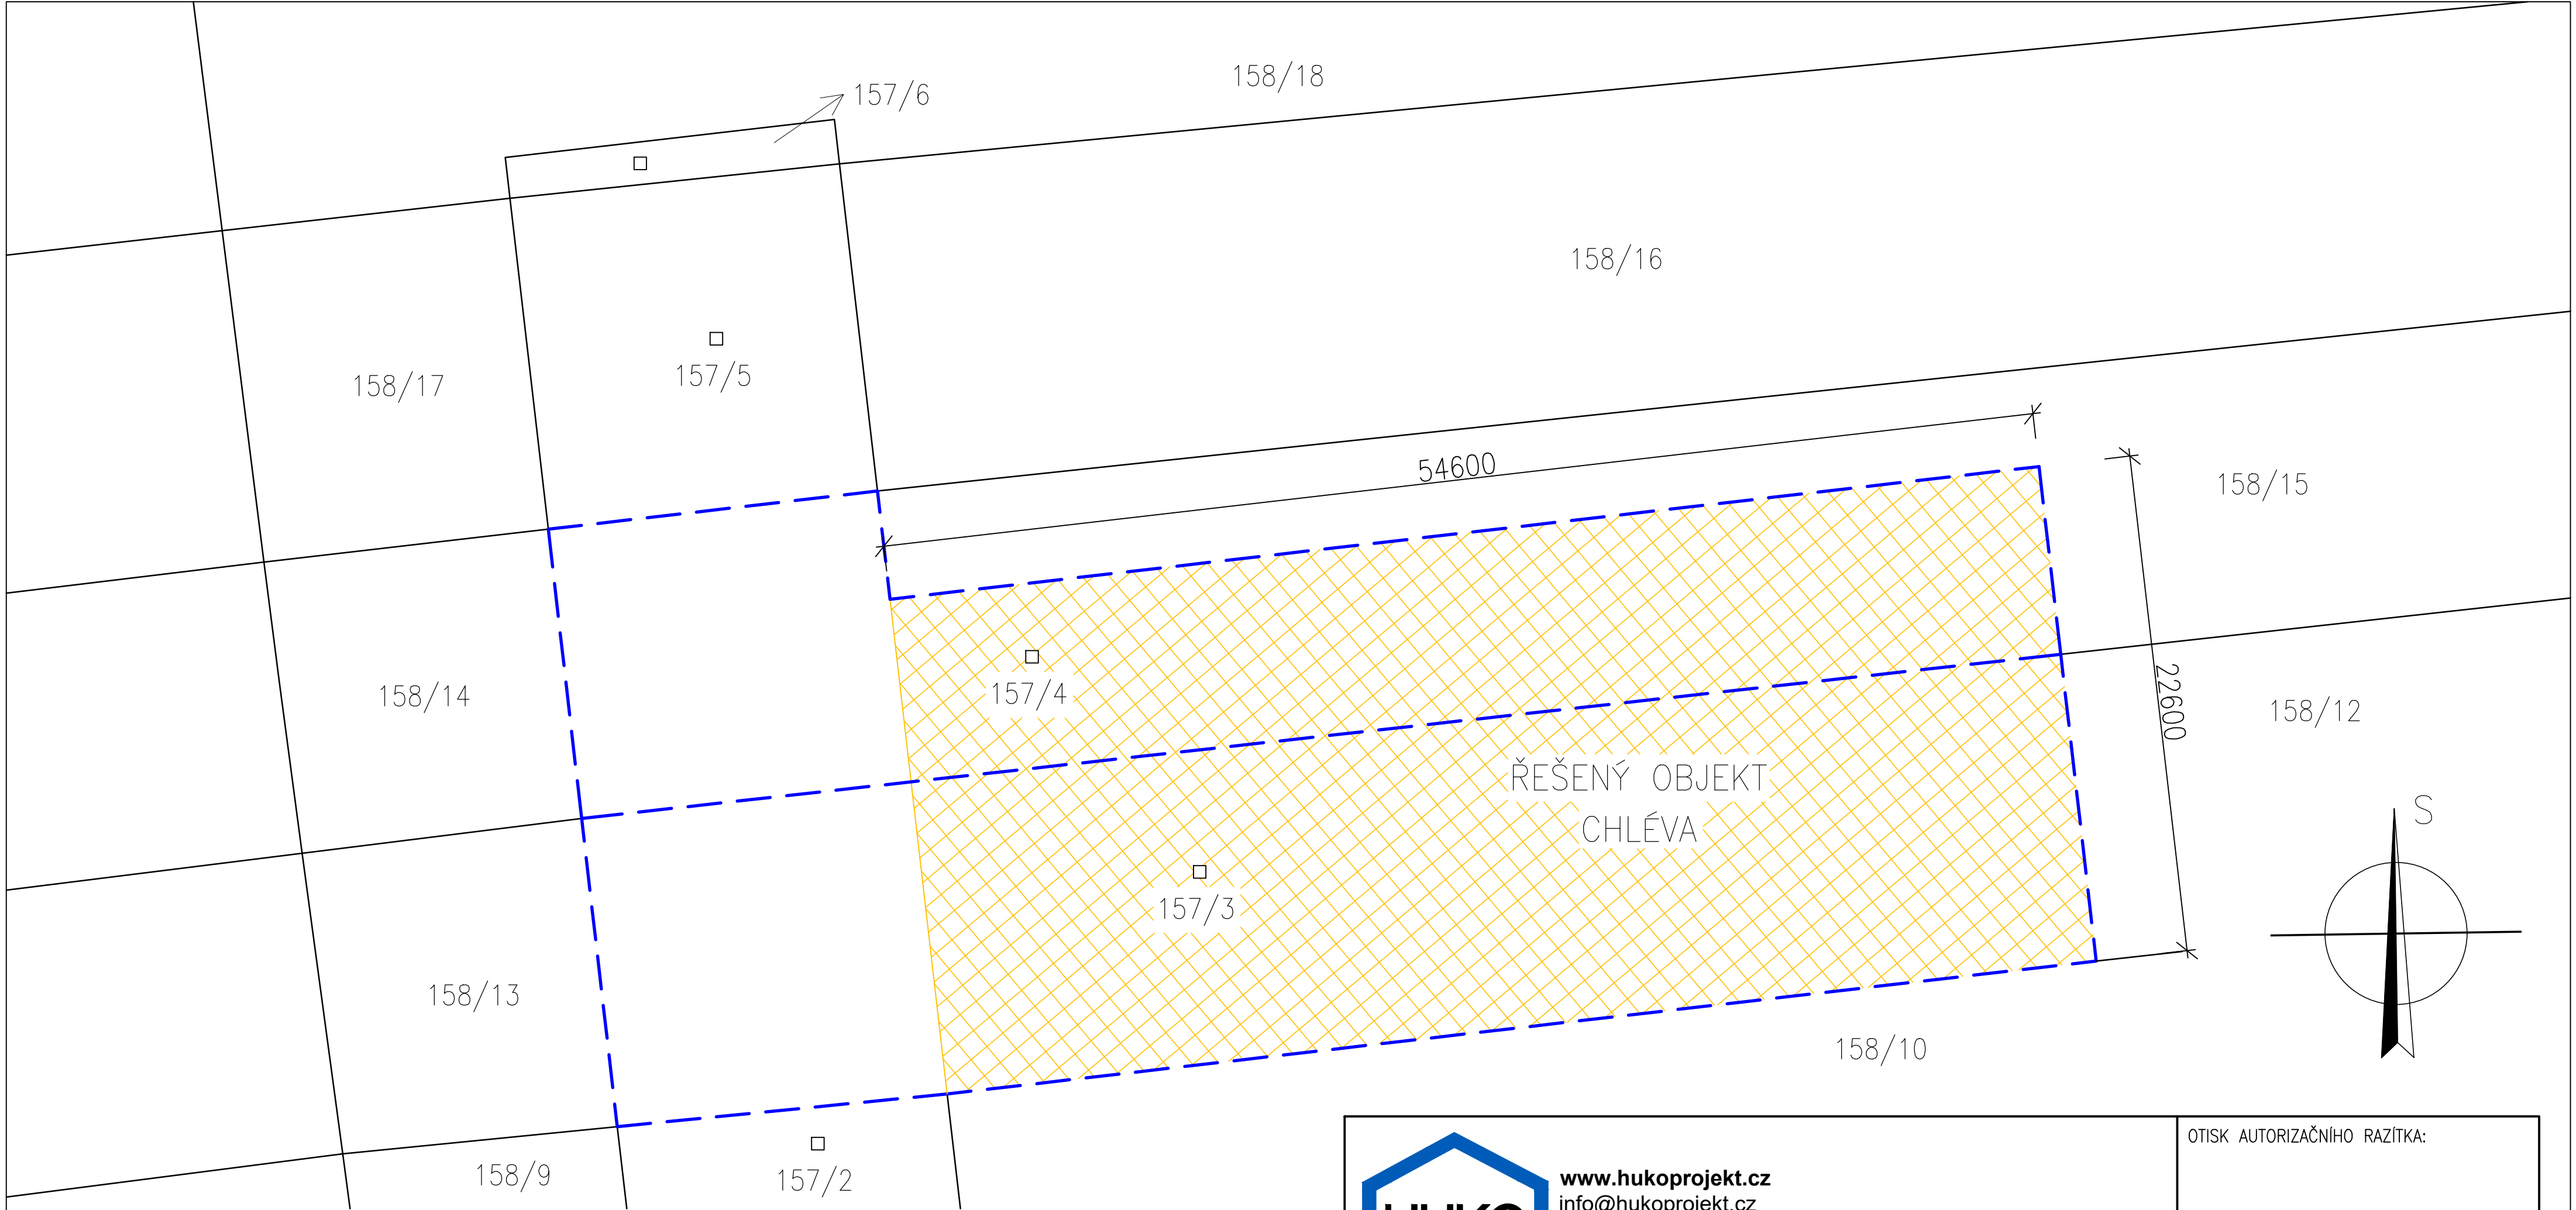 158/18
157/6
158/16
158/17
157/5
54600
158/15
158/14
157/4
22600
158/12
ŘEŠENÝ OBJEKT
CHLÉVA
S
157/3
158/13
158/10
OTISK AUTORIZAČNÍHO RAZÍTKA:
158/9
157/2
www.hukoprojekt.cz
info@hukoprojekt.cz
HUKO